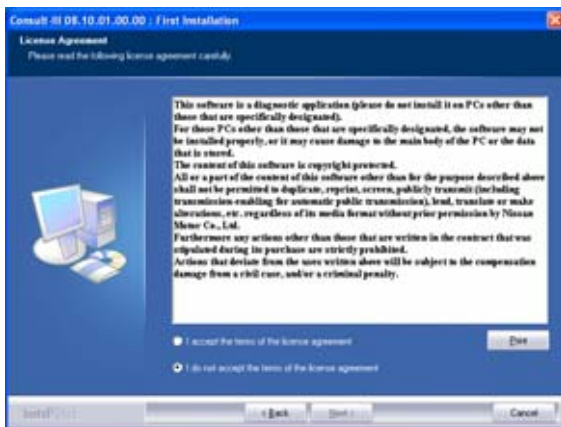 Consult-III 08.10.01.00.00 : First Installation
License Agreement
Please read the following license agreement carefully.
This software is a diagnostic application (please do not install it on PCs other than
those that are specifically designated).
For those PCs other than those that are specifically designated, the software may not
be installed properly, or it may cause damage to the main body of the PC or the data
that is stored.
The content of this software is copyright protected.
All or a part of the content of this software other than for the purpose described above
shall not be permitted to duplicate, reprint, screen, publicly transmit (including
transmission-enabling for automatic public transmission), lend, translate or make
alterations, etc. regardless of its media format without prior permission by Nissan
Motor Co., Ltd.
Furthermore any actions other than those that are written in the contract that was
stipulated during its purchase are strictly prohibited.
Actions that deviate from the uses written above will be subject to the compensation
damage from a civil case, and/or a criminal penalty.
I accept the terms of the license agreement
Print
I do not accept the terms of the license agreement
< Back
Next >
Cancel